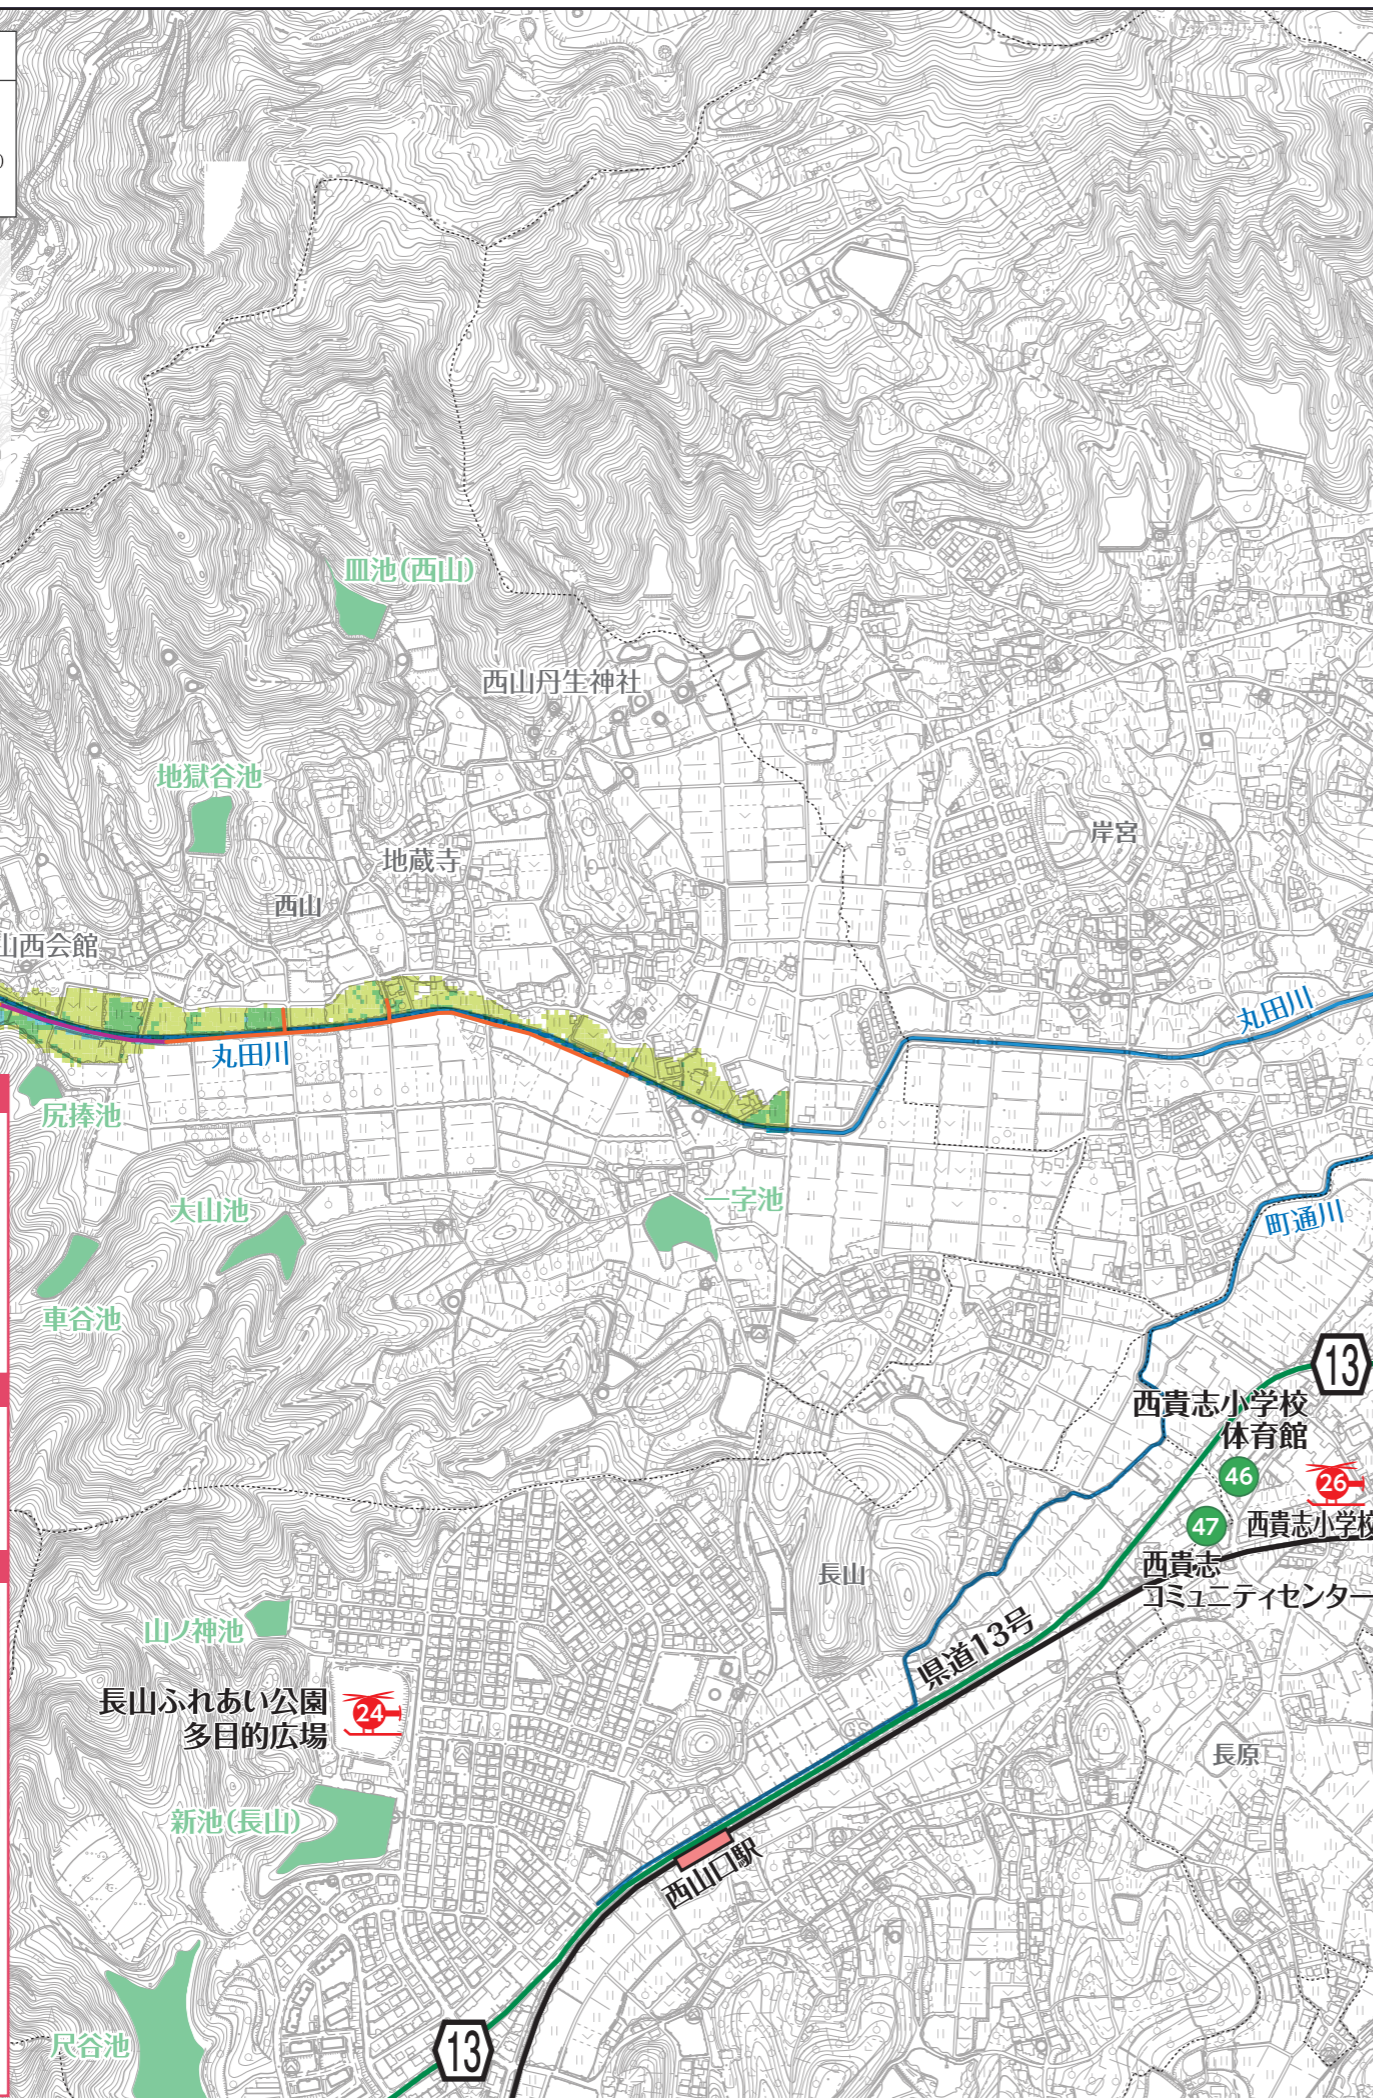 皿池(西山)
西山丹生神社
地獄谷池
岸宮
地蔵寺
西山
山西会館
丸田川
丸田川
尻捧池
一字池
大山池
町通川
車谷池
13
西貴志小学校
体育館
46
26
47
西貴志小学校
西貴志
コミュニティセンター
長山
山ノ神池
県道13号
長山ふれあい公園
多目的広場
24
長原
新池(長山)
西山口駅
13
尺谷池